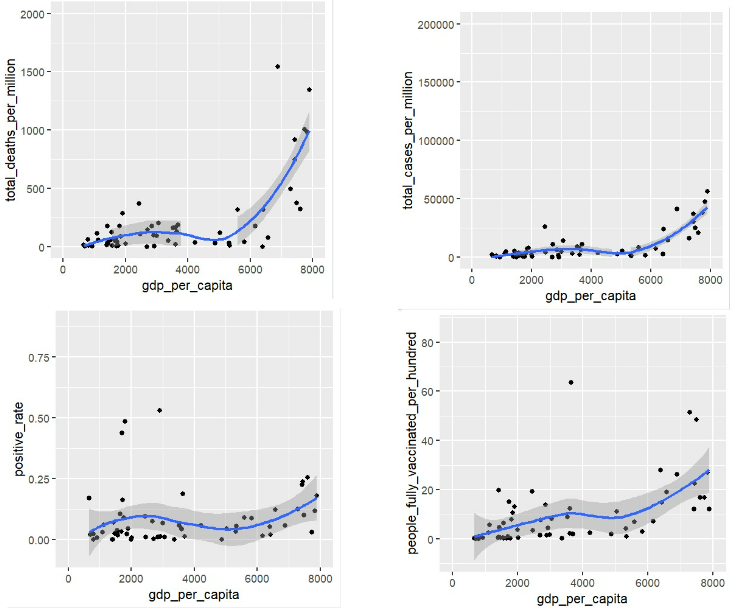 2000
1500
1000
500
0
total_deaths_per_million
0 2000 4000 6000 8000
gdp_per_capita
200000
150000
100000
50000
0
total_cases_per_million
0 2000 4000 6000 8000
gdp_per_capita
0.75
0.50
0.25
0.00
positive_rate
0 2000 4000 6000 8000
gdp_per_capita
80
60
40
20
0
people_fully_vaccinated_per_hundred
0 2000 4000 6000 8000
gdp_per_capita